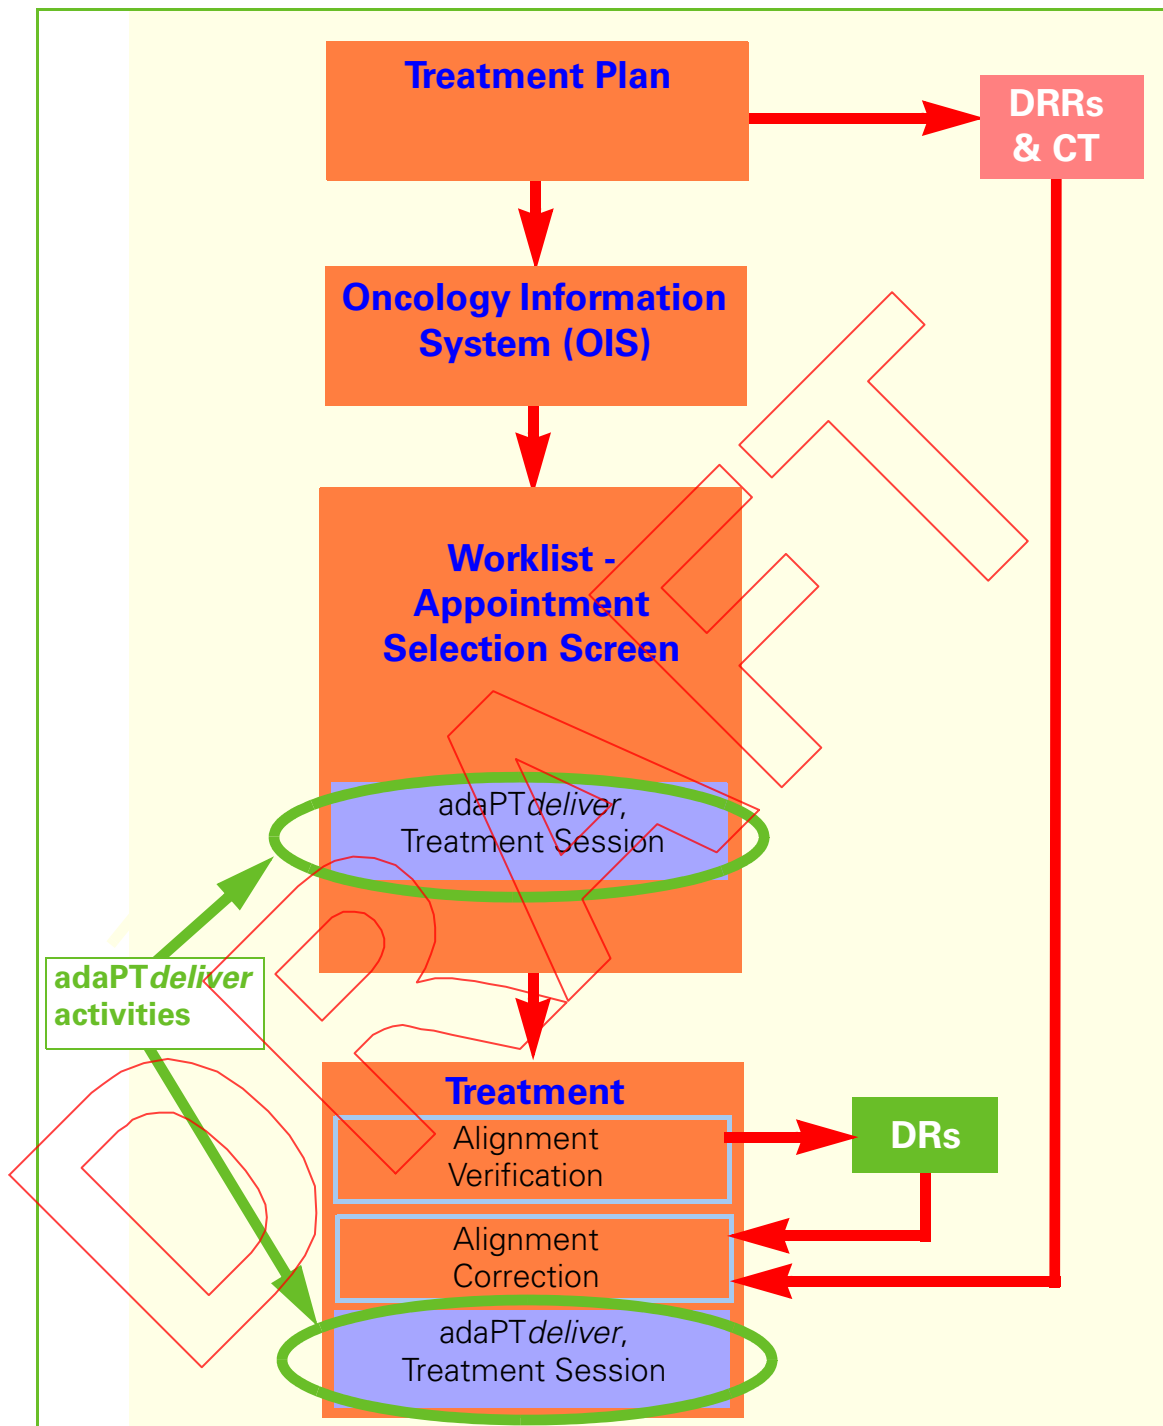 Treatment Plan
DRRs
& CT
Oncology Information
System (OIS)
Worklist -
Appointment
Selection Screen
adaPTdeliver,
Treatment Session
adaPTdeliver
activities
Treatment
Alignment
Verification
DRs
Alignment
Correction
adaPTdeliver,
Treatment Session
DRAFT